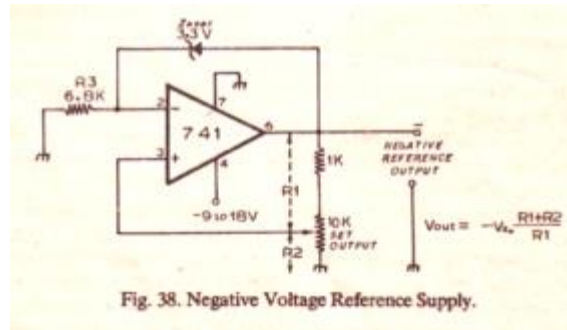 Zener
3.3 V
R3
6.8K
2
-
7
741
6
3
+
4
-9 TO 18V
R1
R2
1K
10K
SET
OUTPUT
-
NEGATIVE
REFERENCE
OUTPUT
Vout = -Vz. R1+R2
R1
Fig. 38. Negative Voltage Reference Supply.